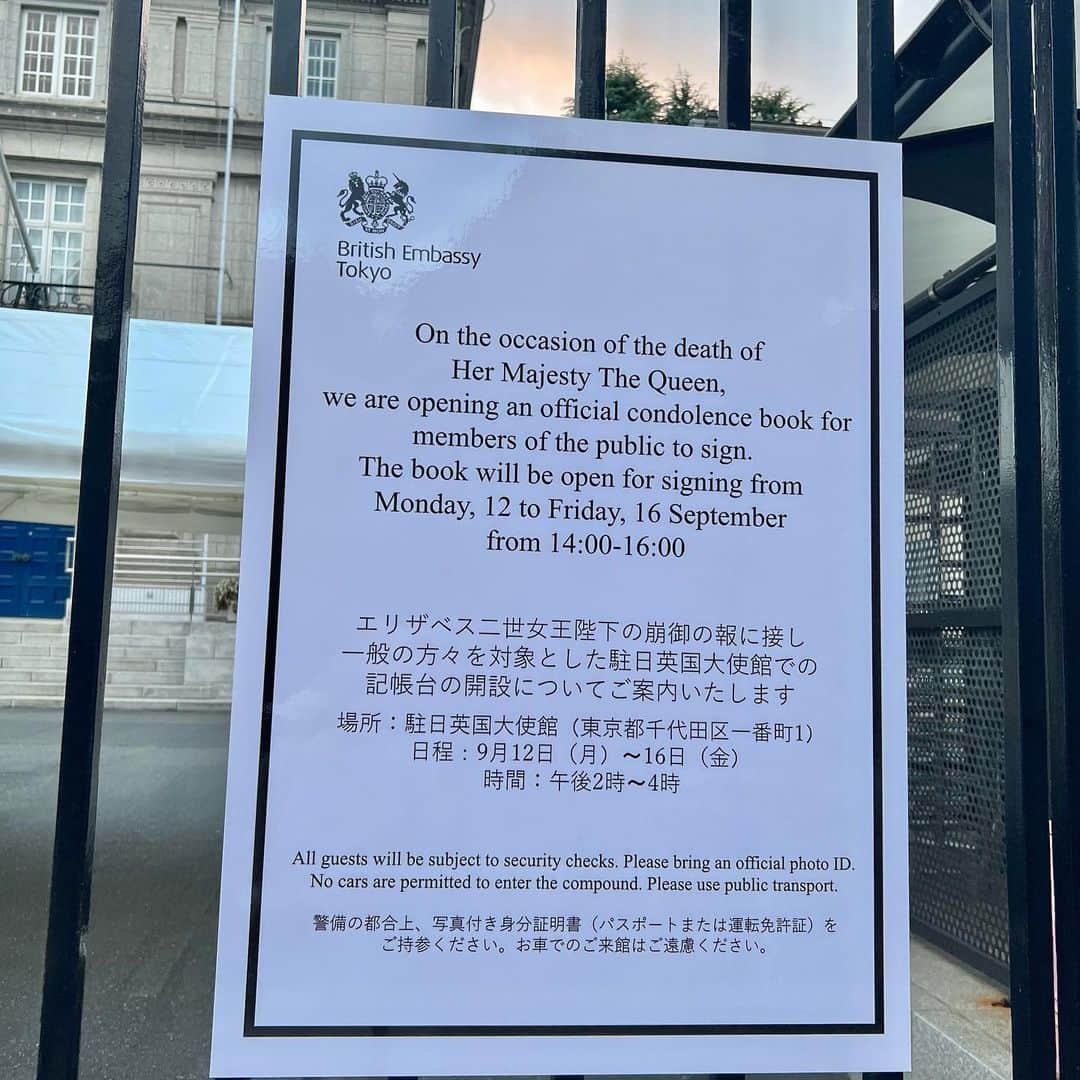 British Embassy
Tokyo
On the occasion of the death of
Her Majesty The Queen,
we are opening an official condolence book for
members of the public to sign.
The book will be open for signing from
Monday, 12 to Friday, 16 September
from 14:00-16:00
エリザベス二世女王陛下の崩御の報に接し
一般の方々を対象とした駐日英国大使館での
記帳台の開設についてご案内いたします
場所：駐日英国大使館（東京都千代田区一番町1）
日程：9月12日（月）～16日（金）
時間：午後2時～4時
All guests will be subject to security checks. Please bring an official photo ID.
No cars are permitted to enter the compound. Please use public transport.
警備の都合上、写真付き身分証明書（パスポートまたは運転免許証）を
ご持参ください。お車でのご来館はご遠慮ください。